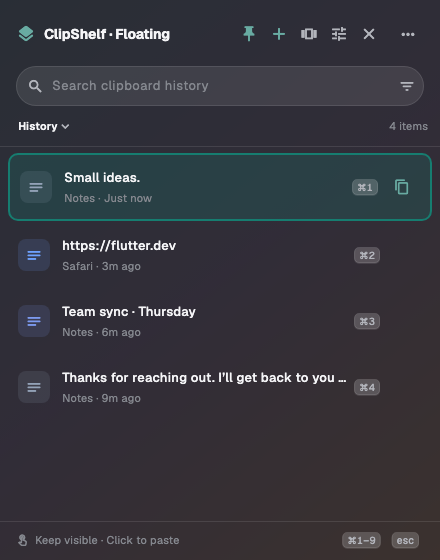 ClipShelf · Floating
Search clipboard history
History
4 items
Small ideas.
Notes · Just now
⌘1
https://flutter.dev
Safari · 3m ago
⌘2
Team sync · Thursday
Notes · 6m ago
⌘3
Thanks for reaching out. I’ll get back to you ...
Notes · 9m ago
⌘4
Keep visible · Click to paste
⌘1–9
esc